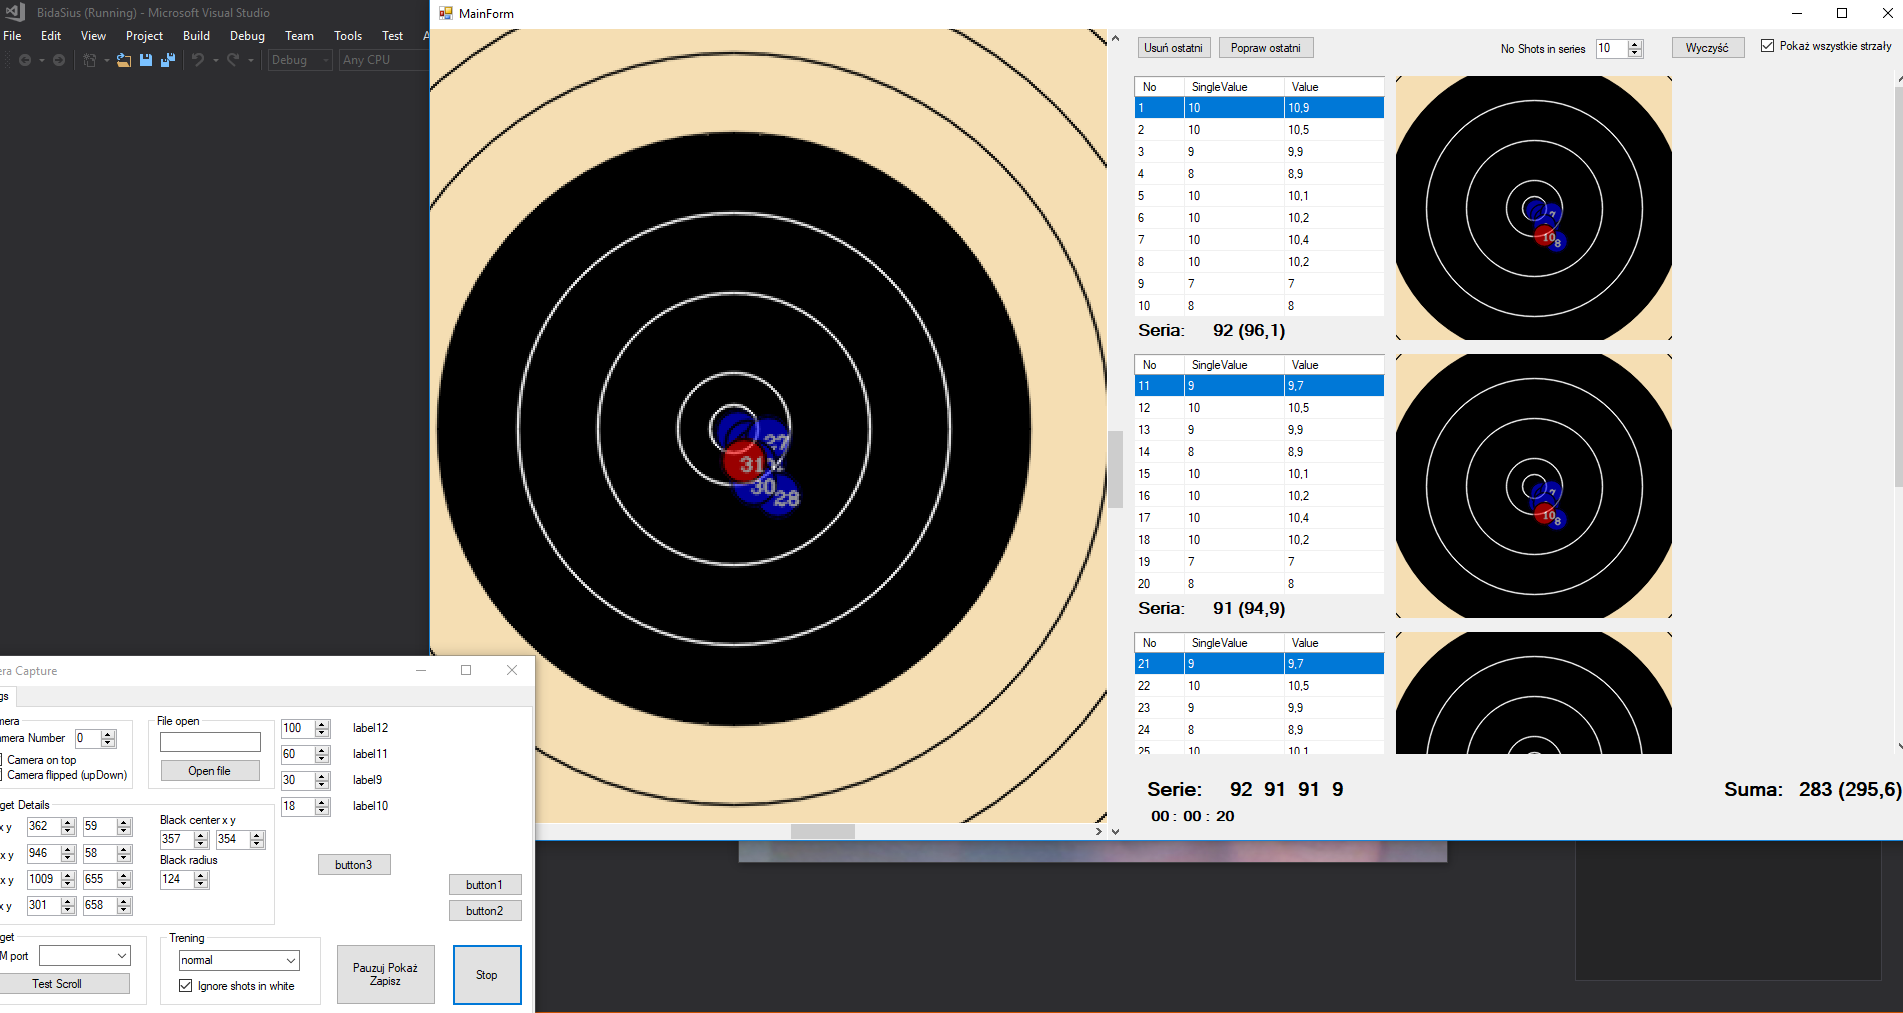 BidaSius (Running) - Microsoft Visual Studio
File Edit View Project Build Debug Team Tools Test A
Debug Any CPU
MainForm
Usuń ostatni Popraw ostatni No Shots in series 10 Wyczyść Pokaż wszystkie strzały
No SingleValue Value
1 10 10,9
2 10 10,5
3 9 9,9
4 8 8,9
5 10 10,1
6 10 10,2
7 10 10,4
8 10 10,2
9 7 7
10 8 8
Seria: 92 (96,1)
7
10
8
No SingleValue Value
11 9 9,7
12 10 10,5
13 9 9,9
14 8 8,9
15 10 10,1
16 10 10,2
17 10 10,4
18 10 10,2
19 7 7
20 8 8
Seria: 91 (94,9)
7
10
8
No SingleValue Value
21 9 9,7
22 10 10,5
23 9 9,9
24 8 8,9
25 10 10,1
27
31
30
28
Serie: 92 91 91 9
00 : 00 : 20
Suma: 283 (295,6)
era Capture
gs
mera
mera Number 0
Camera on top
Camera flipped (upDown)
File open
Open file
100 label12
60 label11
30 label9
18 label10
get Details
x y 362 59
x y 946 58
x y 1009 655
x y 301 658
Black center x y
357 354
Black radius
124
button3
button1
button2
get
M port
Test Scroll
Trening
normal
Ignore shots in white
Pauzuj Pokaż
Zapisz
Stop